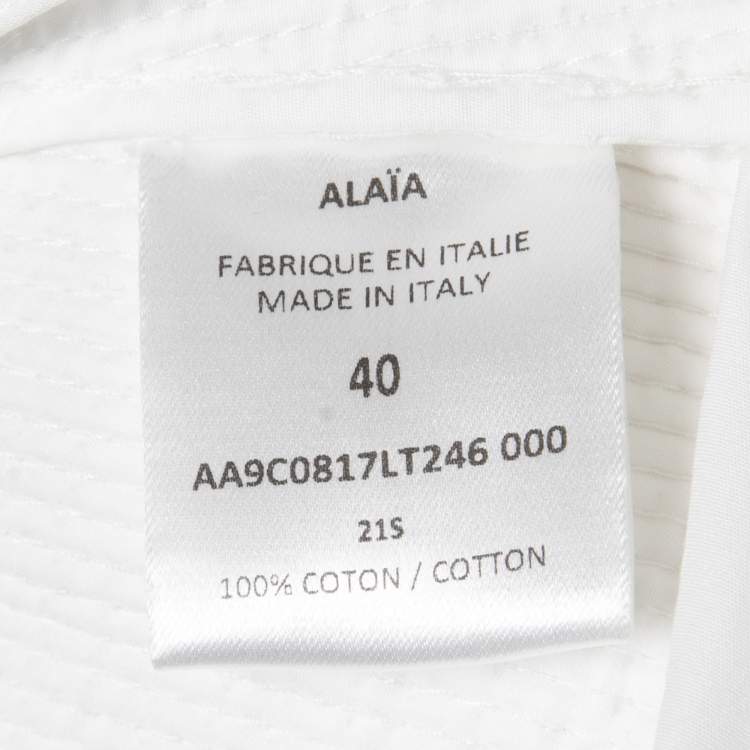 ALAÏA
FABRIQUE EN ITALIE
MADE IN ITALY
40
AA9C0817LT246 000
21S
100% COTON / COTTON